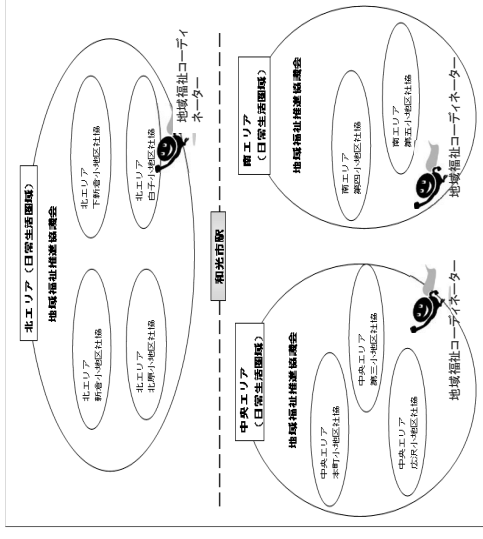 北エリア（日常生活圏域）
地域福祉推進協議会
北エリア
新倉小地区社協
北エリア
下新倉小地区社協
北エリア
北原小地区社協
北エリア
白子小地区社協
地域福祉コーディ
ネーター
和光市駅
中央エリア
（日常生活圏域）
地域福祉推進協議会
中央エリア
本町小地区社協
中央エリア
第三小地区社協
中央エリア
広沢小地区社協
地域福祉コーディネーター
南エリア
（日常生活圏域）
地域福祉推進協議会
南エリア
第四小地区社協
南エリア
第五小地区社協
地域福祉コーディネーター